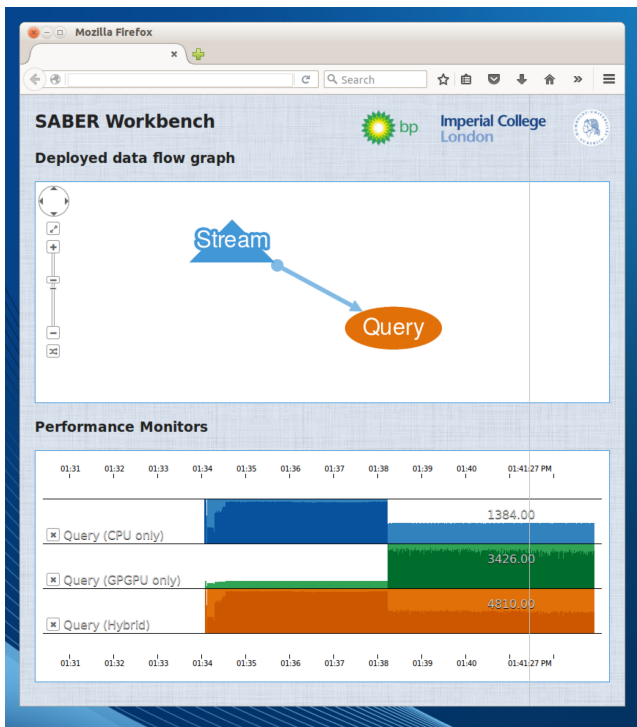 Mozilla Firefox
Search
SABER Workbench
bp
Imperial College
London
Deployed data flow graph
Stream
Query
Performance Monitors
01:31 01:32 01:33 01:34 01:35 01:36 01:37 01:38 01:39 01:40 01:41:27 PM
1384.00
Query (CPU only)
3426.00
Query (GPGPU only)
4810.00
Query (Hybrid)
01:31 01:32 01:33 01:34 01:35 01:36 01:37 01:38 01:39 01:40 01:41:27 PM